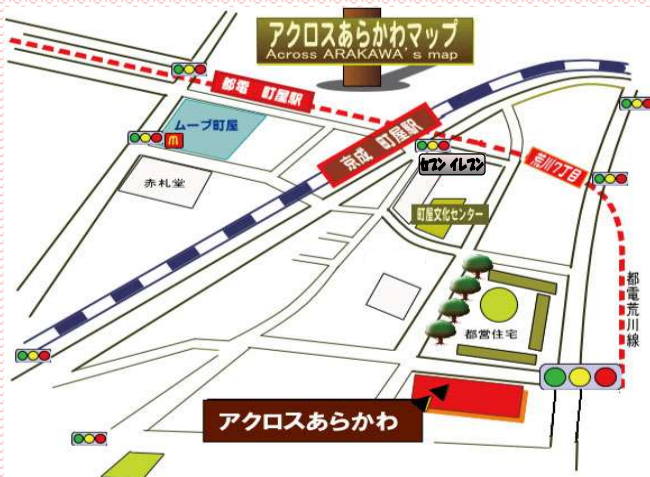 アクロスあらかわマップ
Across ARAKAWA's map
都電 町屋駅
ムーブ町屋
m
京成 町屋駅
セブン イレブン
荒川7丁目
赤札堂
町屋文化センター
都電荒川線
都営住宅
アクロスあらかわ